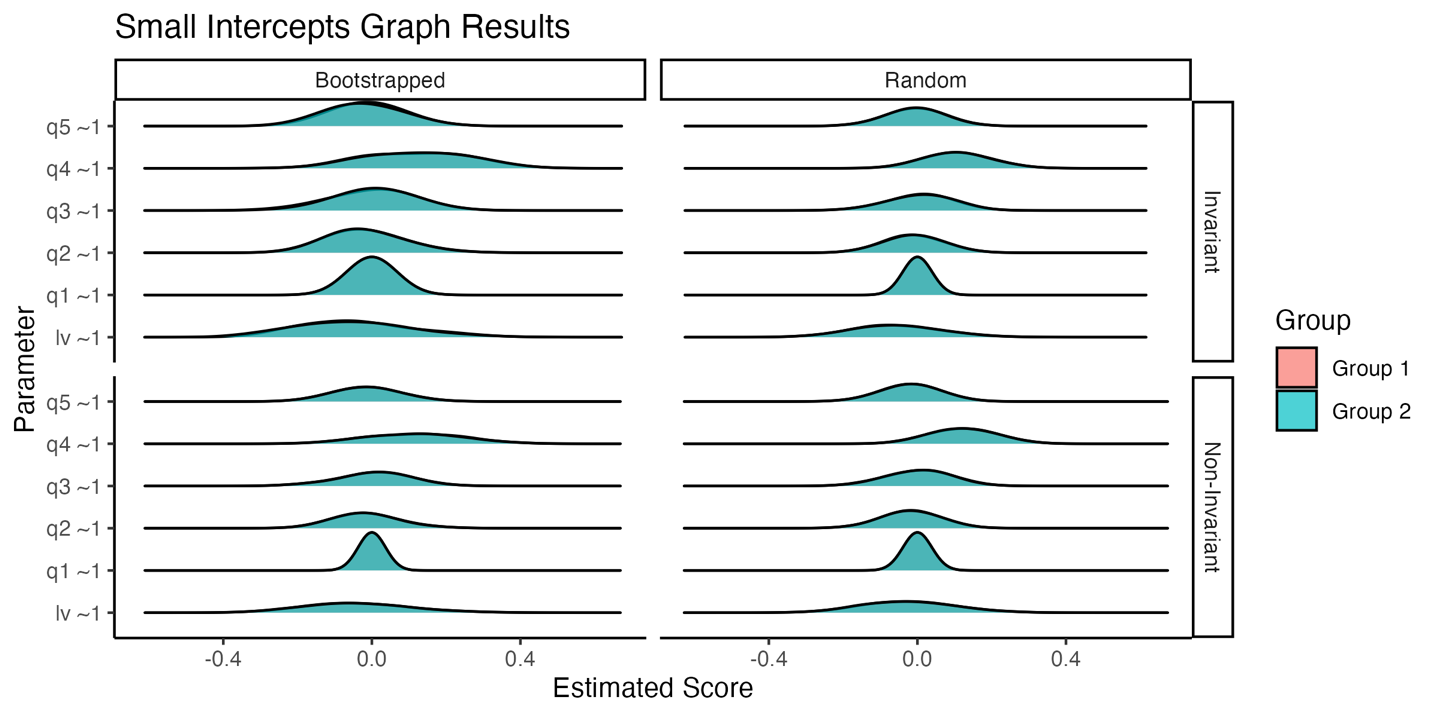 Small Intercepts Graph Results
Bootstrapped
Random
q5 ~1
q4 ~1
q3 ~1
q2 ~1
q1 ~1
lv ~1
Invariant
q5 ~1
q4 ~1
q3 ~1
q2 ~1
q1 ~1
lv ~1
Non-Invariant
Parameter
-0.4 0.0 0.4
-0.4 0.0 0.4
Estimated Score
Group
Group 1
Group 2